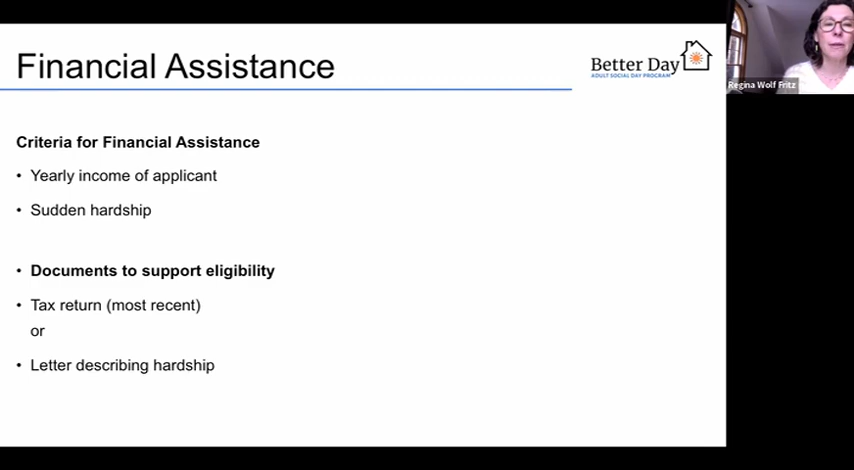 Financial Assistance
Better Day
ADULT SOCIAL DAY PROGRAM
Regina Wolf Fritz
Criteria for Financial Assistance
• Yearly income of applicant
• Sudden hardship
• Documents to support eligibility
• Tax return (most recent)
or
• Letter describing hardship